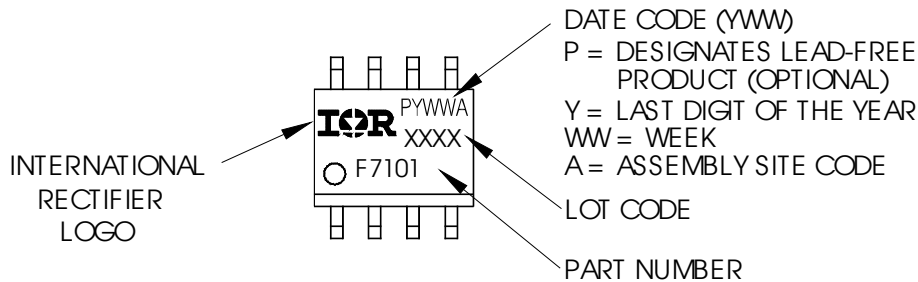 DATE CODE (YWW)
P = DESIGNATES LEAD-FREE
PRODUCT (OPTIONAL)
Y = LAST DIGIT OF THE YEAR
WW = WEEK
A = ASSEMBLY SITE CODE
LOT CODE
PART NUMBER
INTERNATIONAL
RECTIFIER
LOGO
IOR
PYWWA
XXXX
F7101